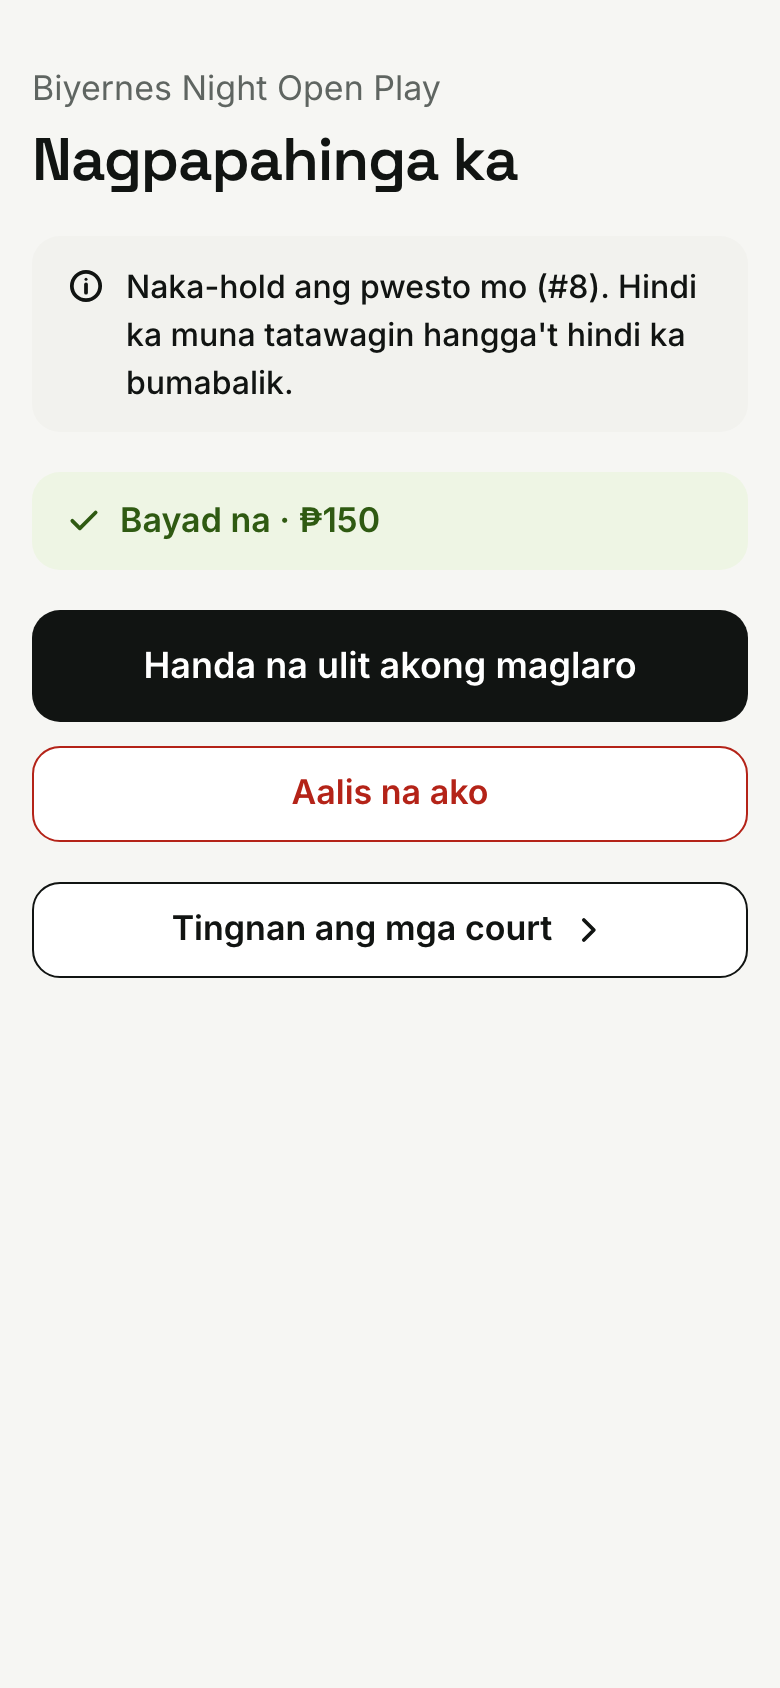 Biyernes Night Open Play
Nagpapahinga ka
Naka-hold ang pwesto mo (#8). Hindi
ka muna tatawagin hangga't hindi ka
bumabalik.
Bayad na · ₱150
Handa na ulit akong maglaro
Aalis na ako
Tingnan ang mga court